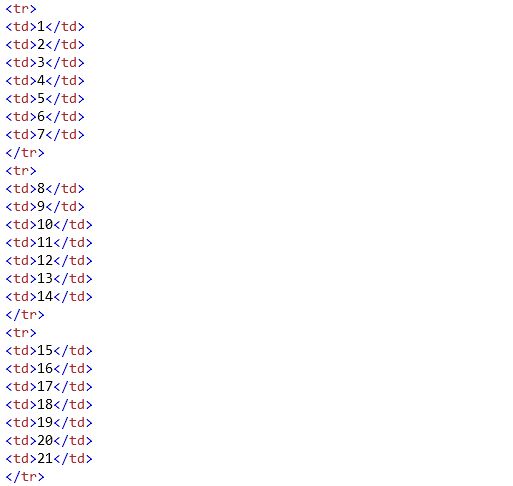 <tr>
<td>1</td>
<td>2</td>
<td>3</td>
<td>4</td>
<td>5</td>
<td>6</td>
<td>7</td>
</tr>
<tr>
<td>8</td>
<td>9</td>
<td>10</td>
<td>11</td>
<td>12</td>
<td>13</td>
<td>14</td>
</tr>
<tr>
<td>15</td>
<td>16</td>
<td>17</td>
<td>18</td>
<td>19</td>
<td>20</td>
<td>21</td>
</tr>